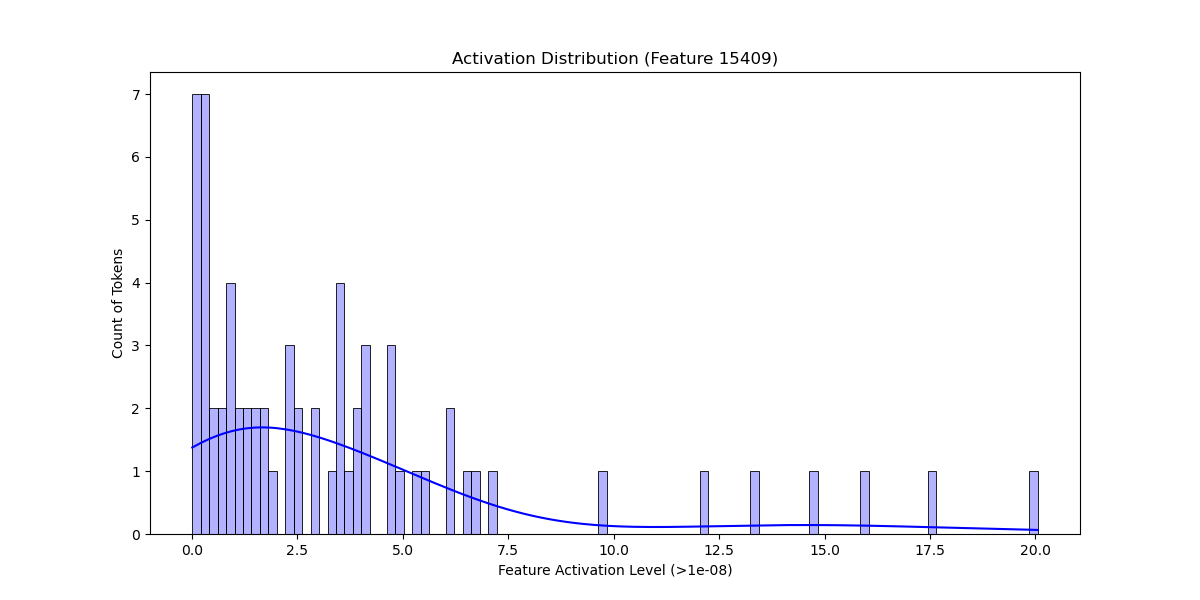 Activation Distribution (Feature 15409)
7
6
5
4
3
2
1
0
Count of Tokens
0.0 2.5 5.0 7.5 10.0 12.5 15.0 17.5 20.0
Feature Activation Level (>1e-08)